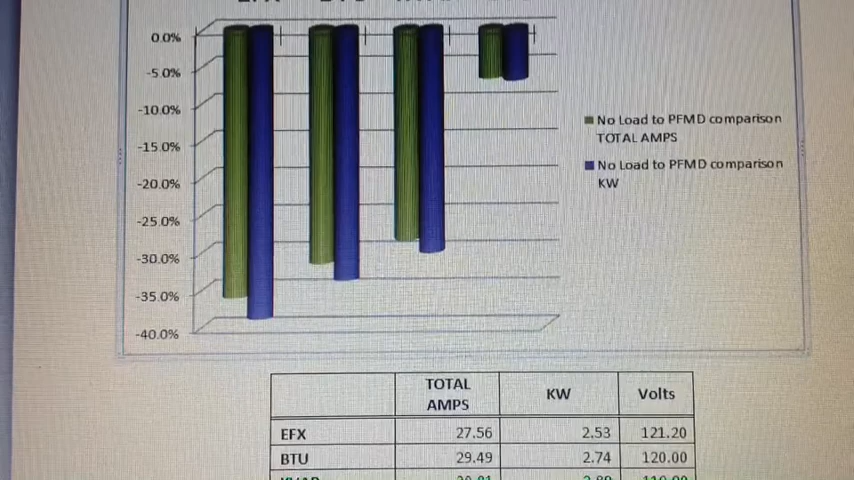 0.0%
-5.0%
-10.0%
-15.0%
-20.0%
-25.0%
-30.0%
-35.0%
-40.0%
No Load to PFMD comparison
TOTAL AMPS
No Load to PFMD comparison
KW
TOTAL
AMPS
KW
Volts
EFX 27.56 2.53 121.20
BTU 29.49 2.74 120.00